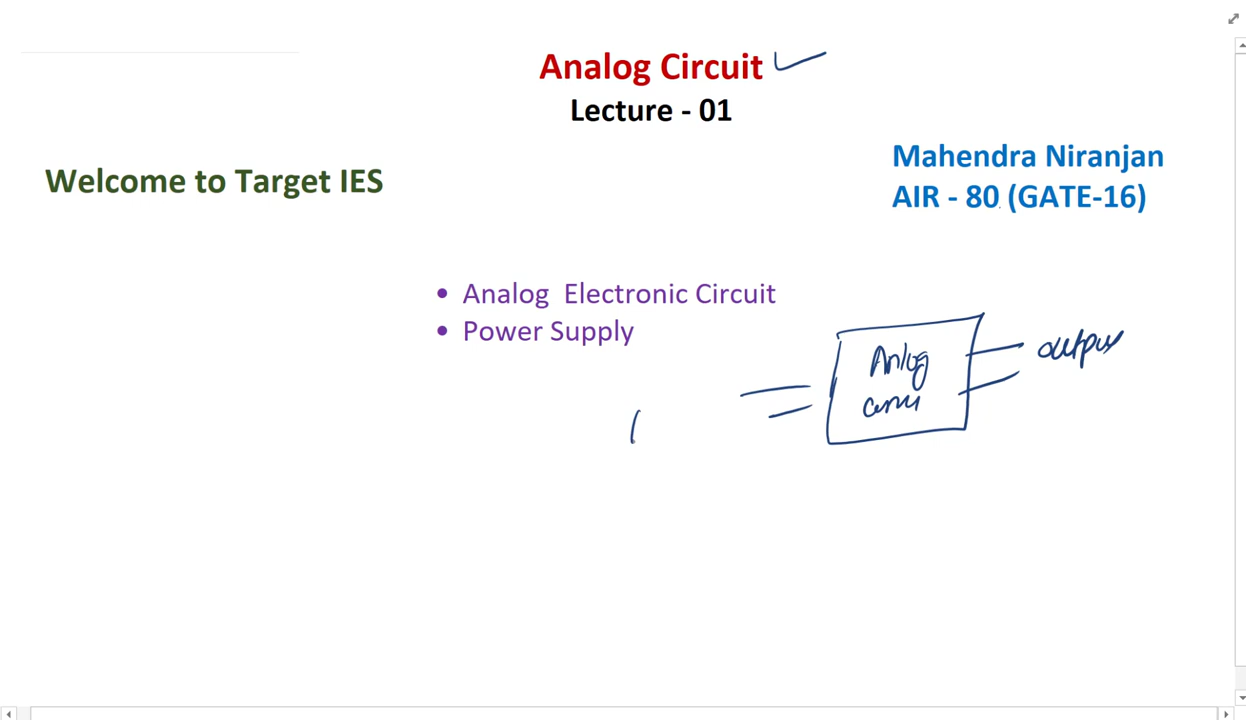 Analog Circuit
Lecture - 01
Mahendra Niranjan
Welcome to Target IES
AIR - 80 (GATE-16)
• Analog Electronic Circuit
• Power Supply
output
Anlog